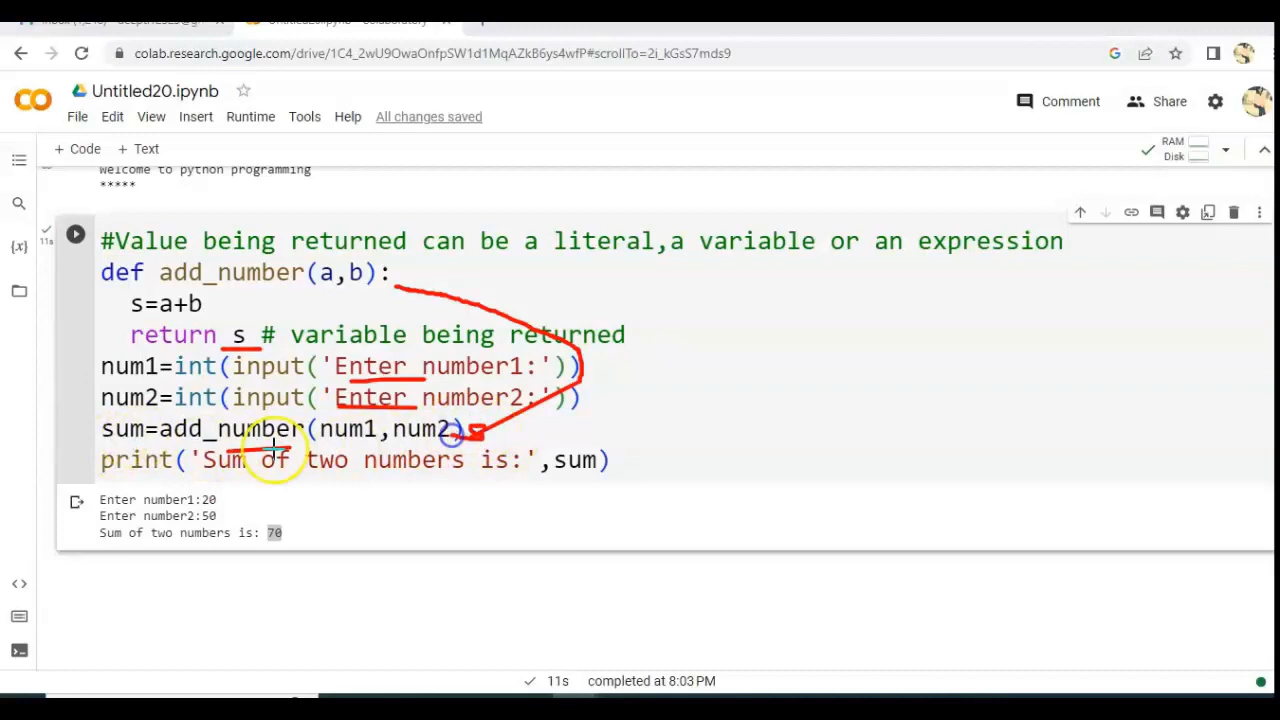 colab.research.google.com/drive/1C4_2wU9OwaOnfpSW1d1MqAZkB6ys4wfP#scrollTo=2i_kGsS7mds9
Untitled20.ipynb
Comment Share
File Edit View Insert Runtime Tools Help All changes saved
+ Code + Text
RAM
Disk
Welcome to python programming
*****
11s
#Value being returned can be a literal,a variable or an expression
def add_number(a,b):
s=a+b
return s # variable being returned
num1=int(input('Enter number1:'))
num2=int(input('Enter number2:'))
sum=add_number(num1,num2)
print('Sum of two numbers is:',sum)
Enter number1:20
Enter number2:50
Sum of two numbers is: 70
11s completed at 8:03 PM